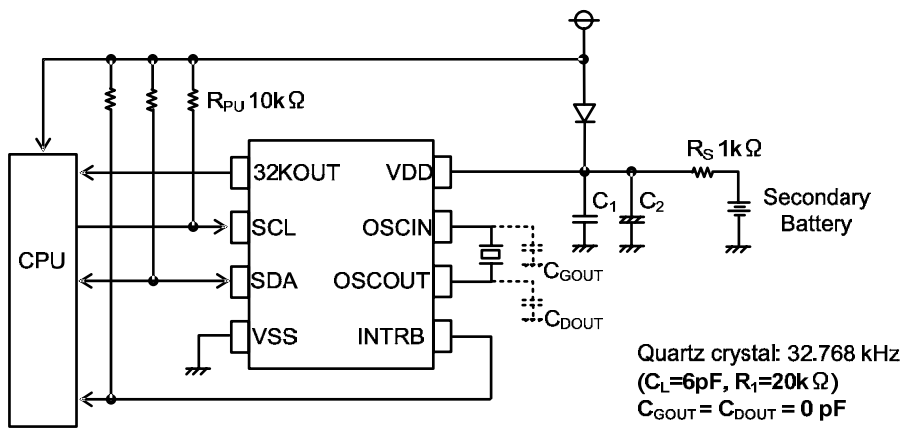 R_PU 10kΩ
R_S 1kΩ
32KOUT
VDD
C_1
C_2
Secondary
Battery
SCL
OSCIN
CPU
C_GOUT
SDA
OSCOUT
C_DOUT
VSS
INTRB
Quartz crystal: 32.768 kHz
(C_L=6pF, R_1=20kΩ)
C_GOUT = C_DOUT = 0 pF